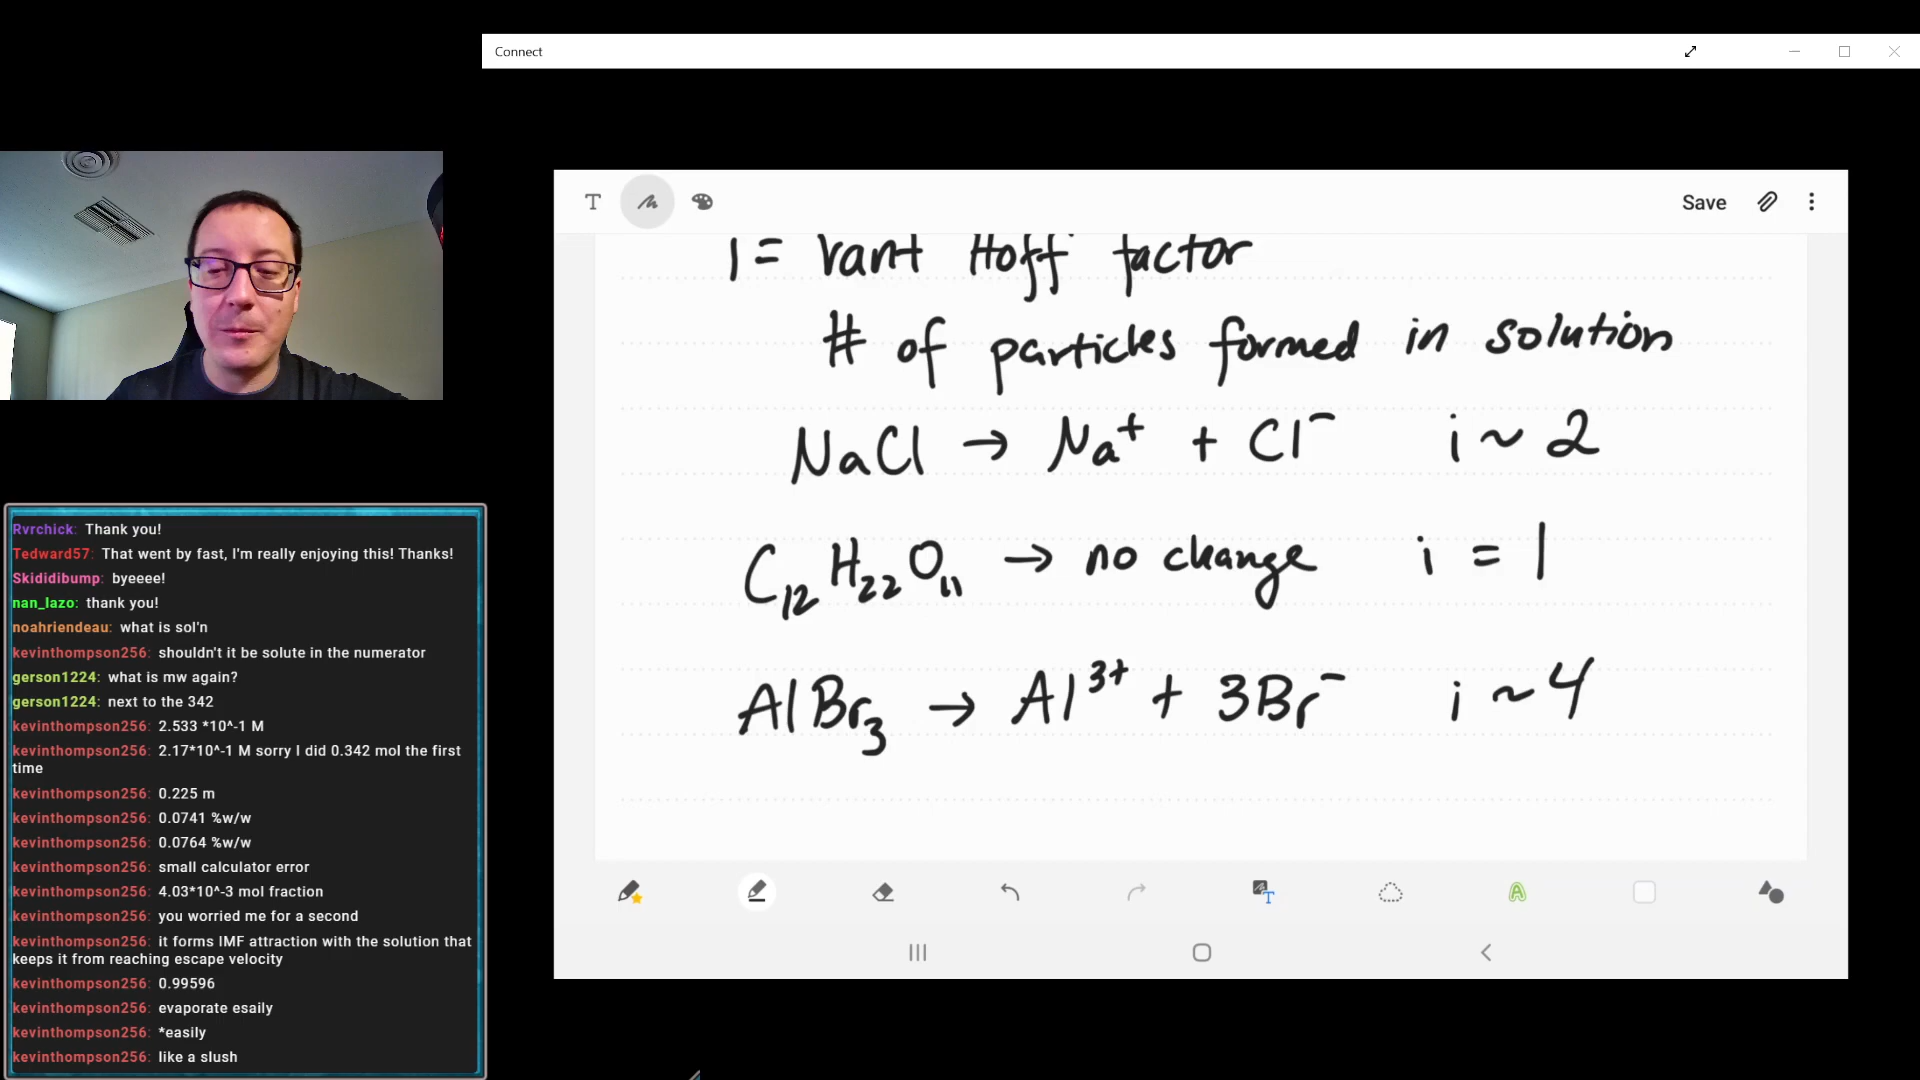 Connect
T
Save
i = Van't Hoff factor
# of particles formed in solution
NaCl → Na⁺ + Cl⁻ i ~ 2
C₁₂H₂₂O₁₁ → no change i = 1
AlBr₃ → Al³⁺ + 3Br⁻ i ~ 4
T
A
Rvrchick: Thank you!
Tedward57: That went by fast, I'm really enjoying this! Thanks!
Skididibump: byeeee!
nan_lazo: thank you!
noahriendeau: what is sol'n
kevinthompson256: shouldn't it be solute in the numerator
gerson1224: what is mw again?
gerson1224: next to the 342
kevinthompson256: 2.533 *10^-1 M
kevinthompson256: 2.17*10^-1 M sorry I did 0.342 mol the first
time
kevinthompson256: 0.225 m
kevinthompson256: 0.0741 %w/w
kevinthompson256: 0.0764 %w/w
kevinthompson256: small calculator error
kevinthompson256: 4.03*10^-3 mol fraction
kevinthompson256: you worried me for a second
kevinthompson256: it forms IMF attraction with the solution that
keeps it from reaching escape velocity
kevinthompson256: 0.99596
kevinthompson256: evaporate esaily
kevinthompson256: *easily
kevinthompson256: like a slush